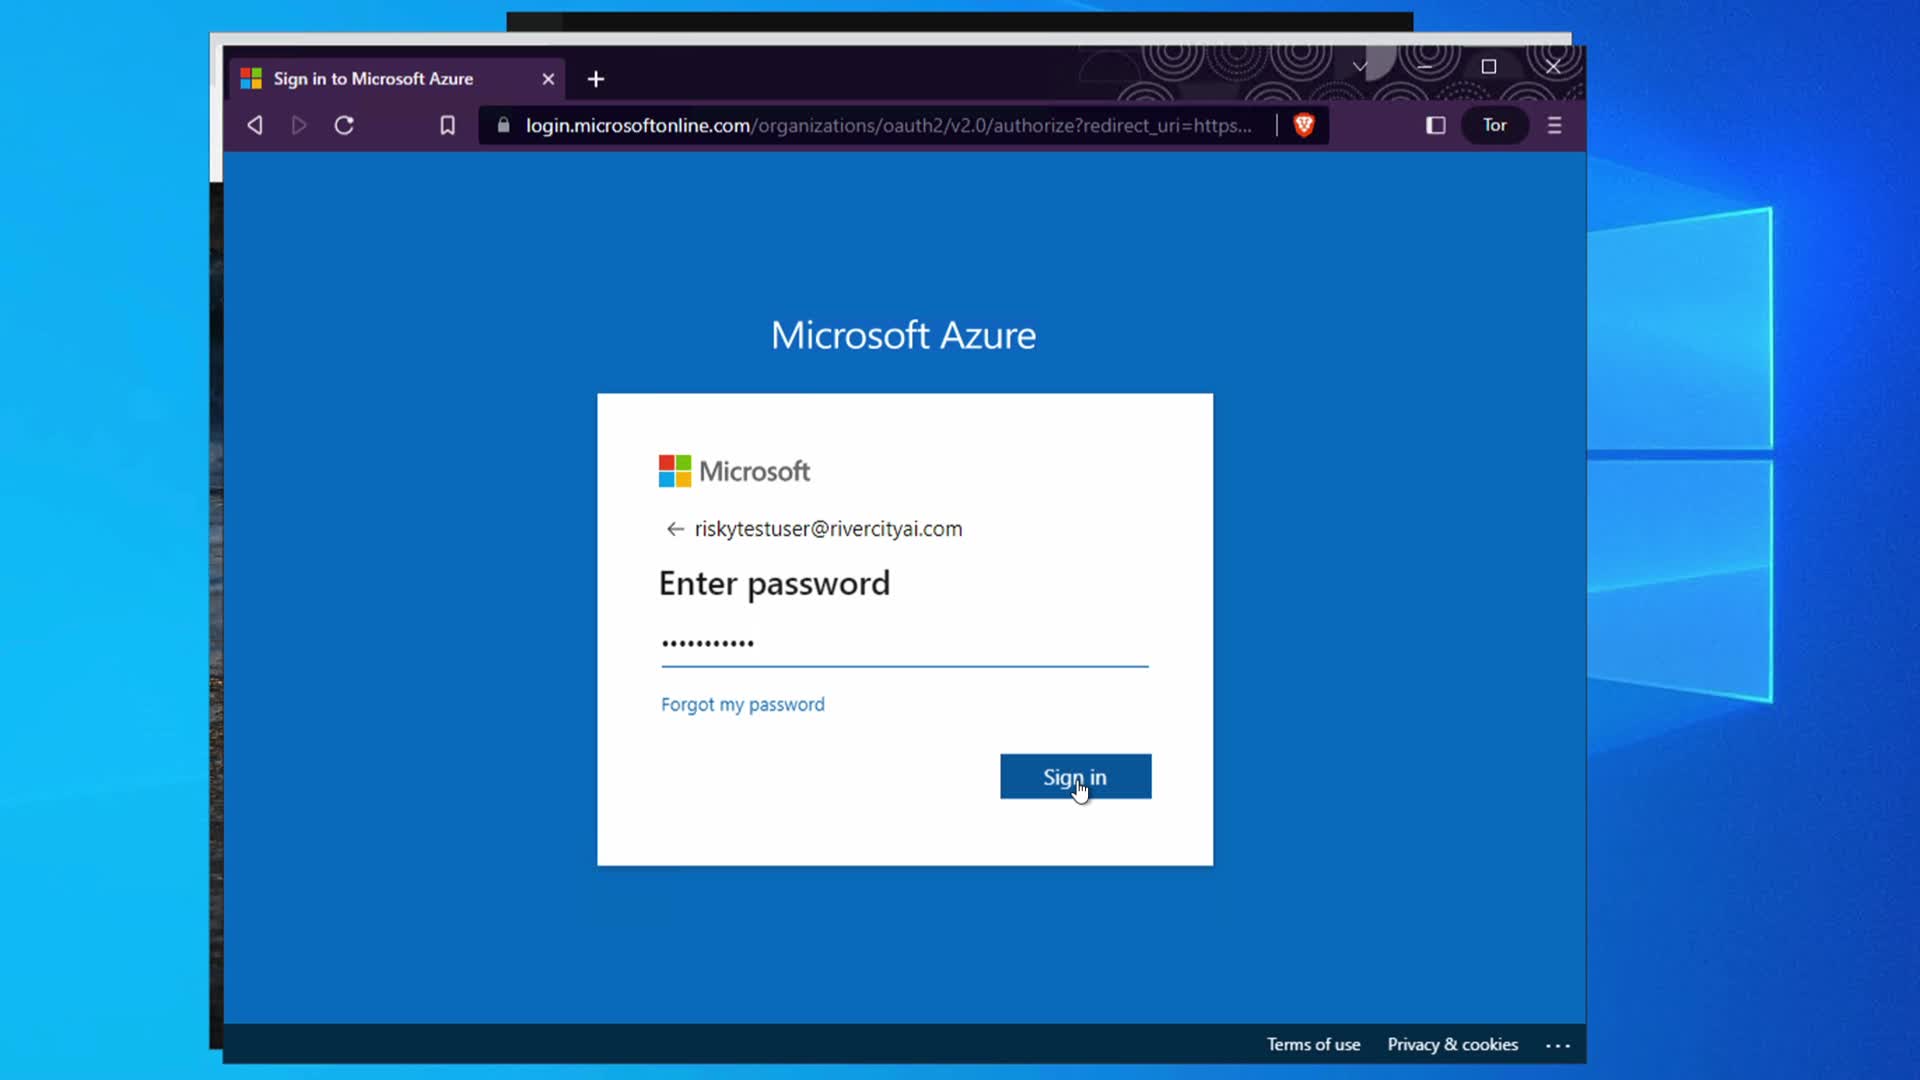 Sign in to Microsoft Azure
login.microsoftonline.com/organizations/oauth2/v2.0/authorize?redirect_uri=https...
Tor
Microsoft Azure
Microsoft
riskytestuser@rivercityai.com
Enter password
Forgot my password
Sign in
Terms of use
Privacy & cookies